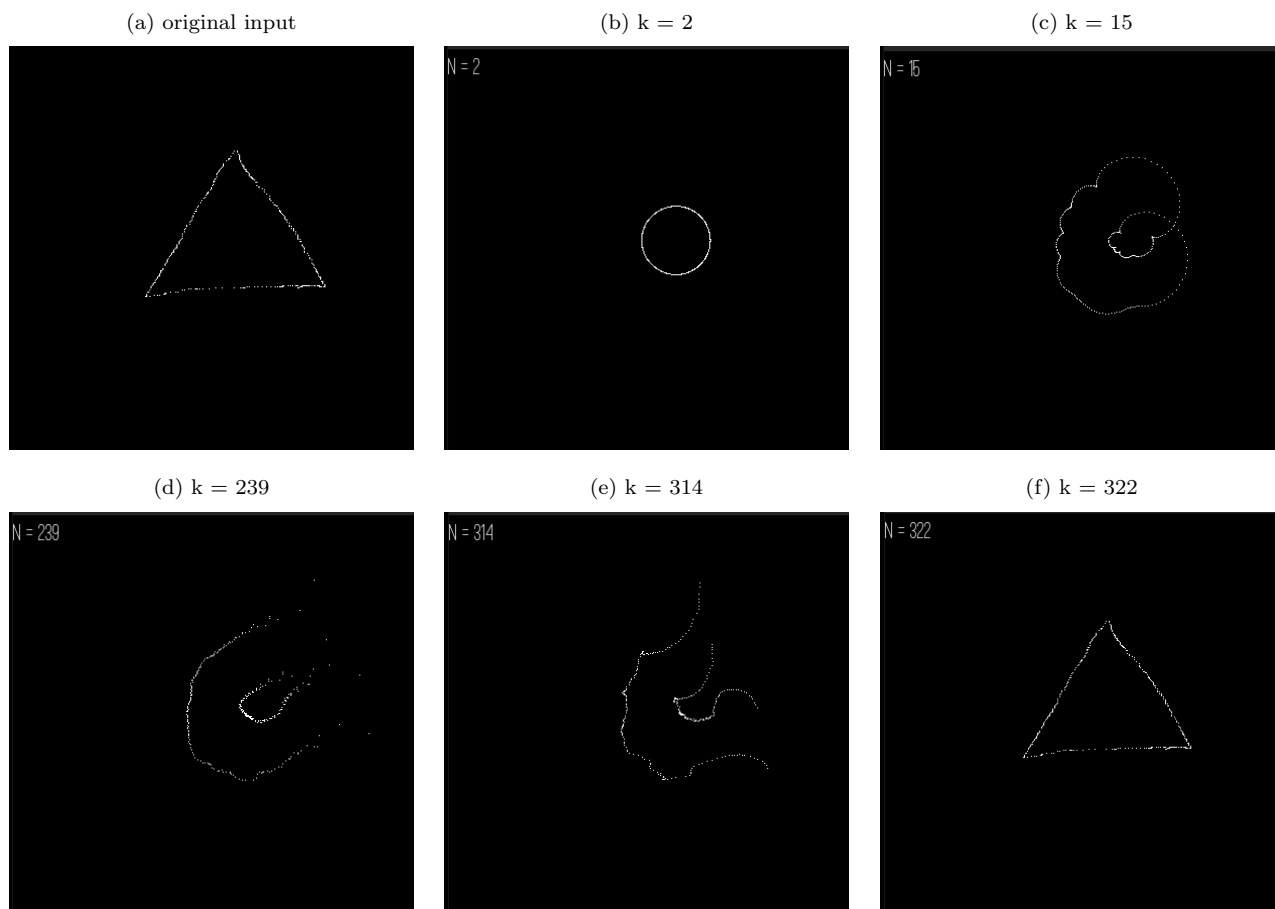 (a) original input
(b) k = 2
(c) k = 15
N = 2
N = 15
(d) k = 239
(e) k = 314
(f) k = 322
N = 239
N = 314
N = 322